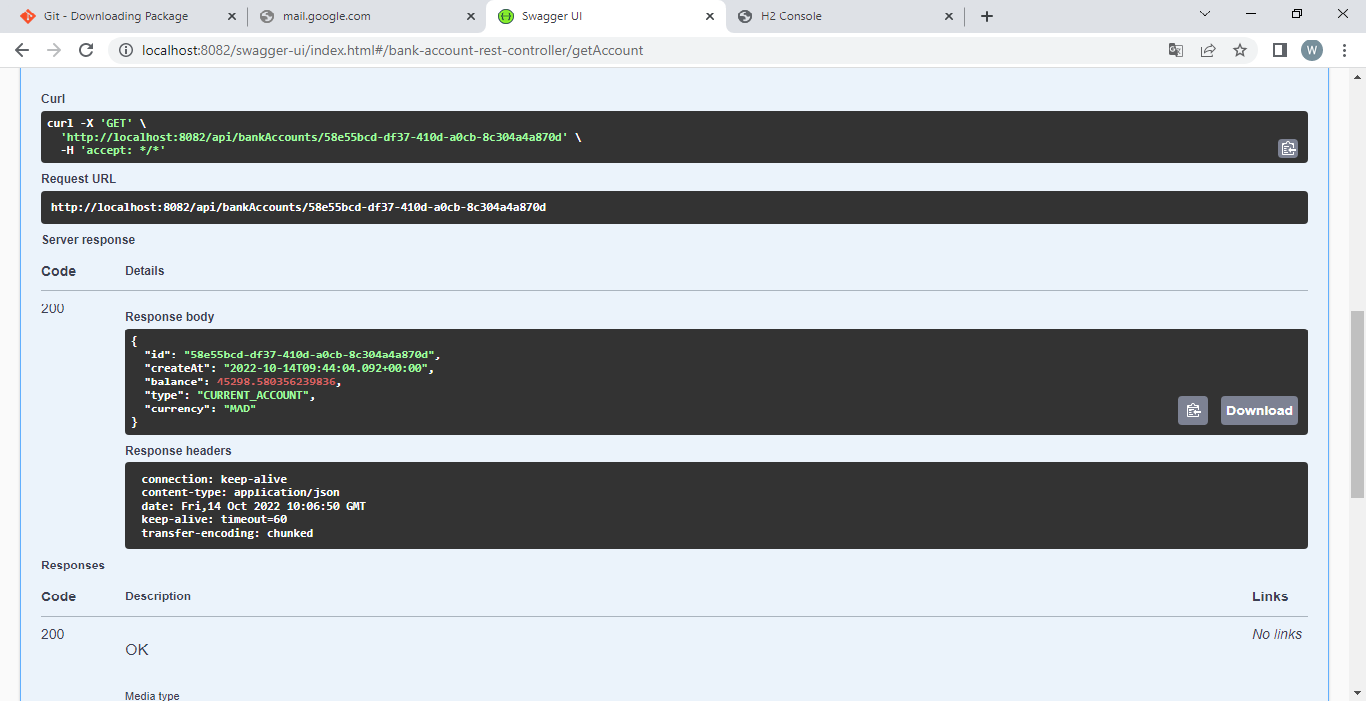 Git - Downloading Package
mail.google.com
Swagger UI
H2 Console
localhost:8082/swagger-ui/index.html#/bank-account-rest-controller/getAccount
W
Curl
curl -X 'GET' \
'http://localhost:8082/api/bankAccounts/58e55bcd-df37-410d-a0cb-8c304a4a870d' \
-H 'accept: */*'
Request URL
http://localhost:8082/api/bankAccounts/58e55bcd-df37-410d-a0cb-8c304a4a870d
Server response
Code Details
200
Response body
{
"id": "58e55bcd-df37-410d-a0cb-8c304a4a870d",
"createAt": "2022-10-14T09:44:04.092+00:00",
"balance": 45298.580356239836,
"type": "CURRENT_ACCOUNT",
"currency": "MAD"
}
Download
Response headers
connection: keep-alive
content-type: application/json
date: Fri,14 Oct 2022 10:06:50 GMT
keep-alive: timeout=60
transfer-encoding: chunked
Responses
Code Description Links
200
OK
No links
Media type